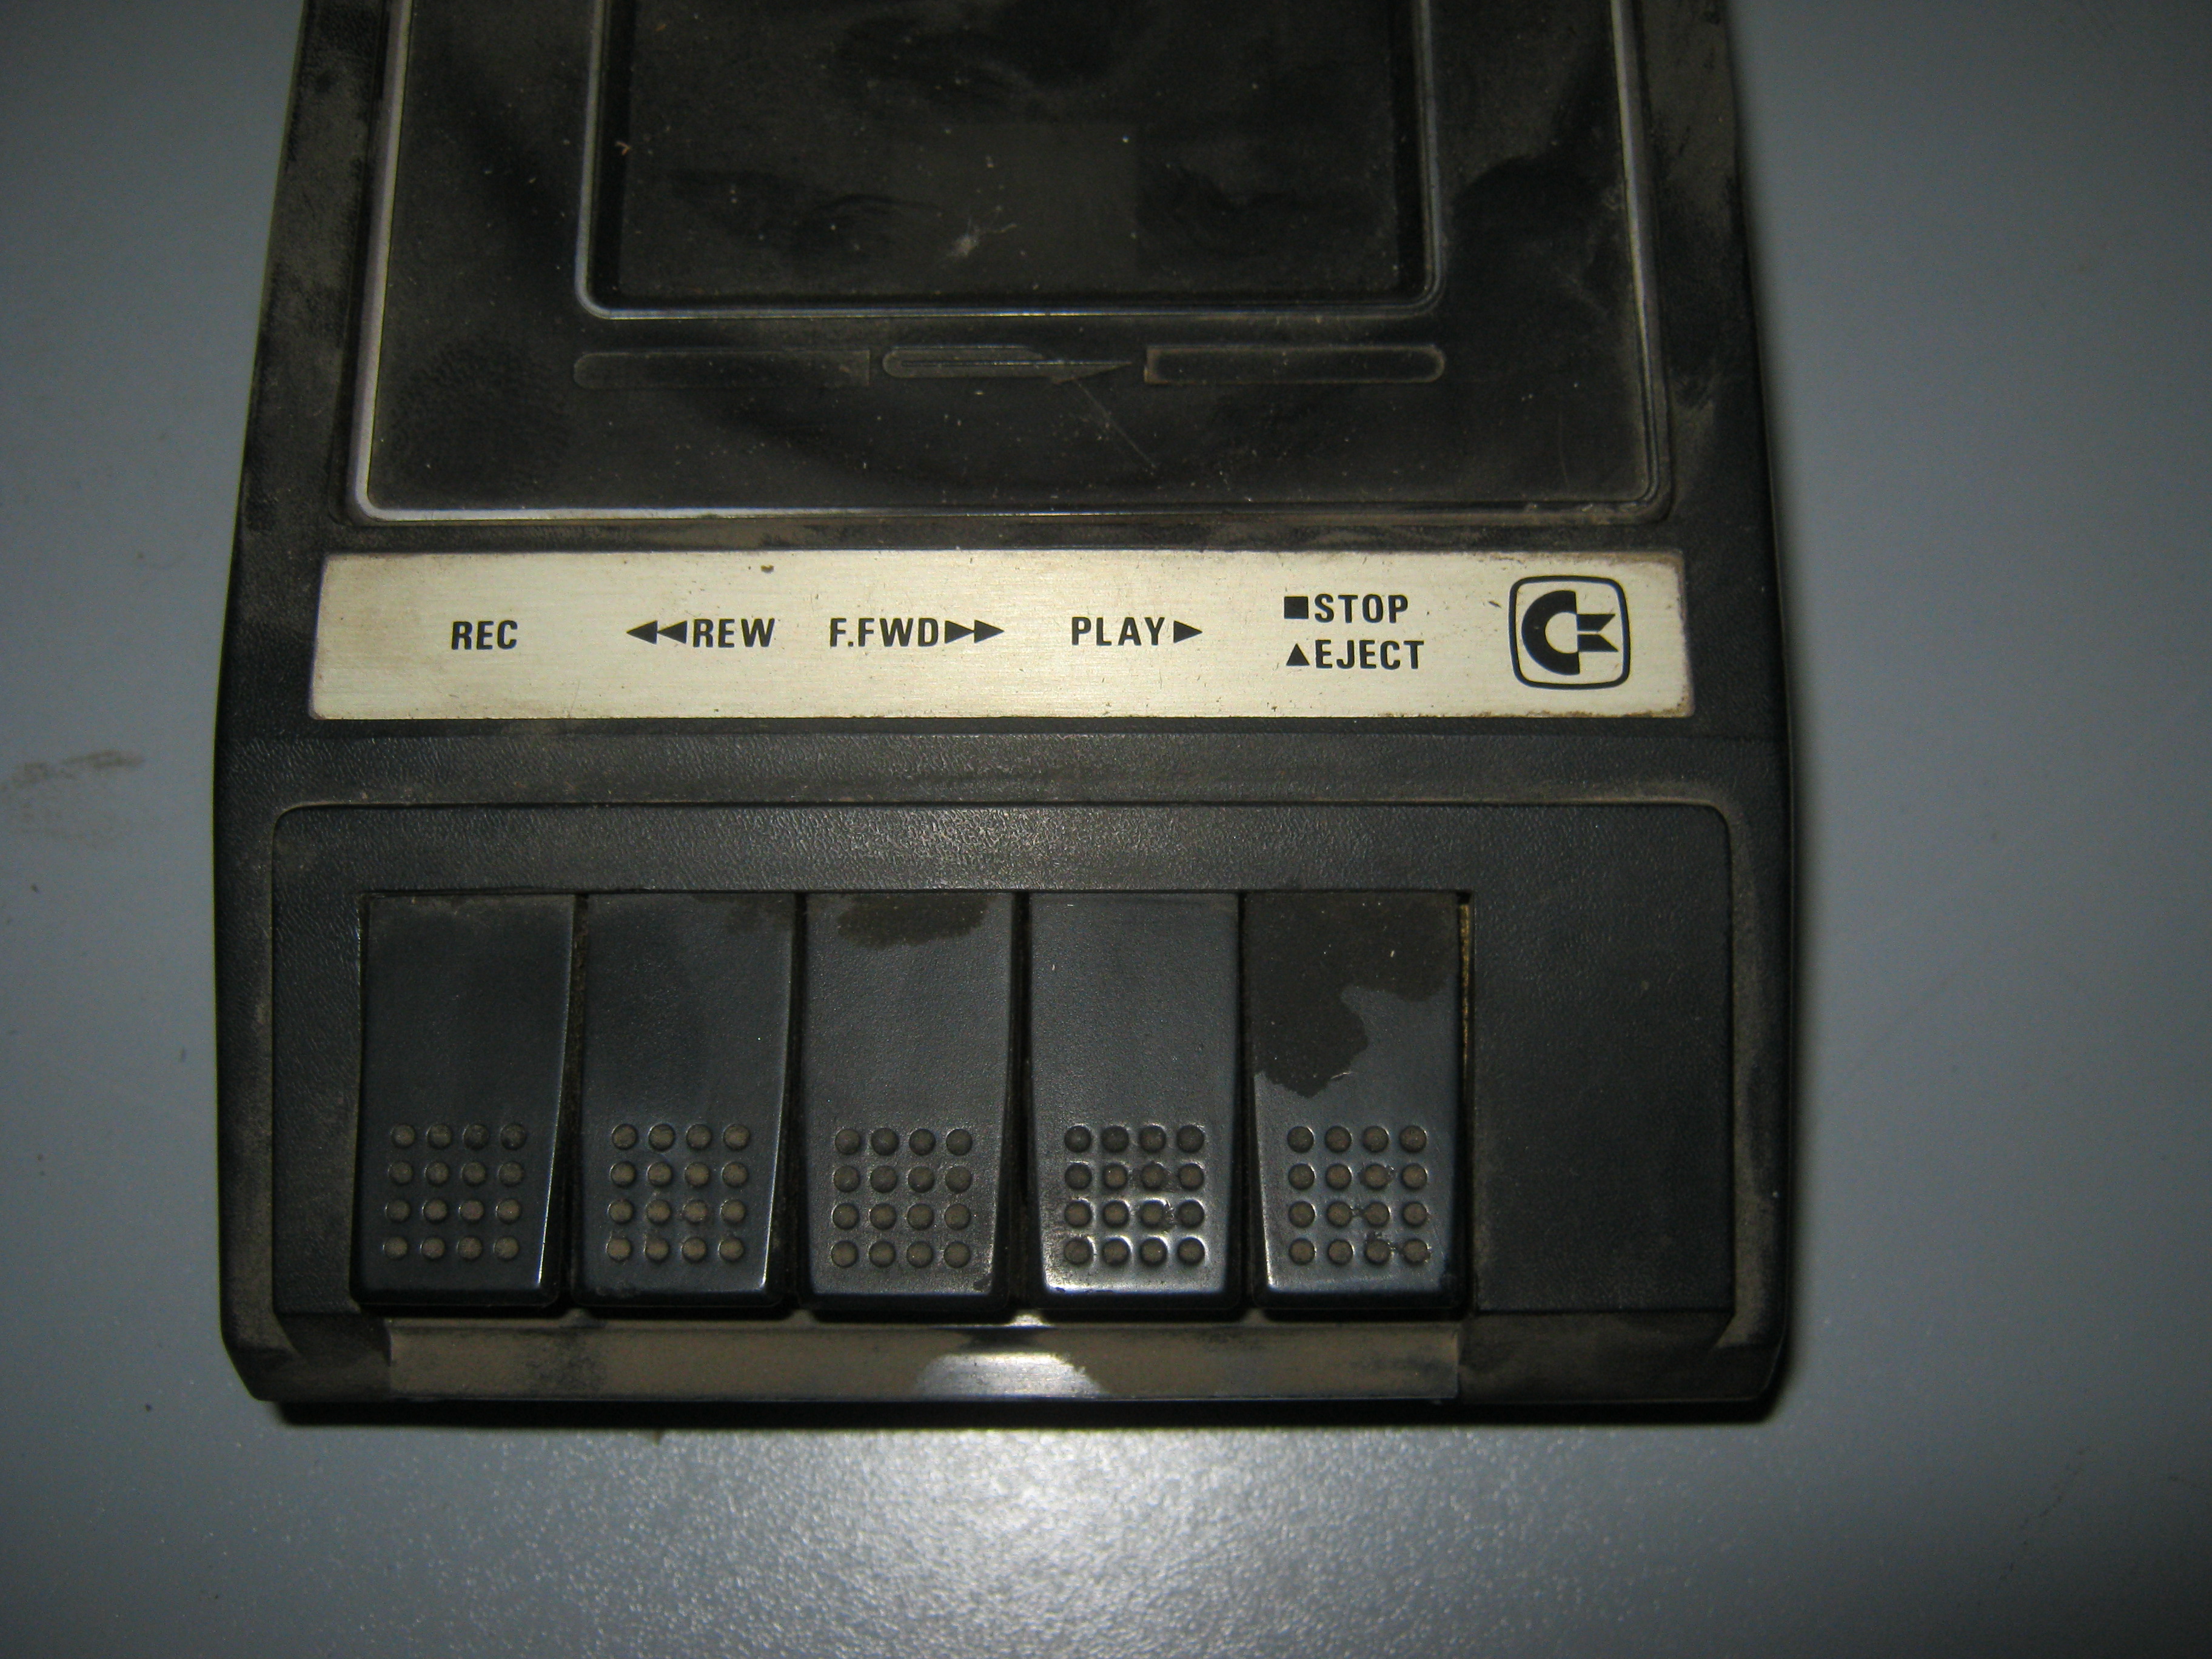 REC ◀◀REW F.FWD▶▶ PLAY▶ ■STOP
▲EJECT